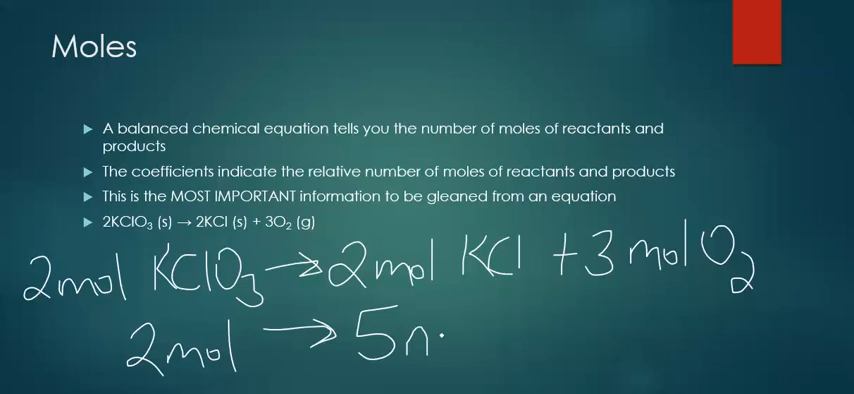 Moles
A balanced chemical equation tells you the number of moles of reactants and
products
The coefficients indicate the relative number of moles of reactants and products
This is the MOST IMPORTANT information to be gleaned from an equation
2KClO₃ (s) → 2KCl (s) + 3O₂ (g)
2mol KClO₃ → 2mol KCl + 3 mol O₂
2mol → 5n